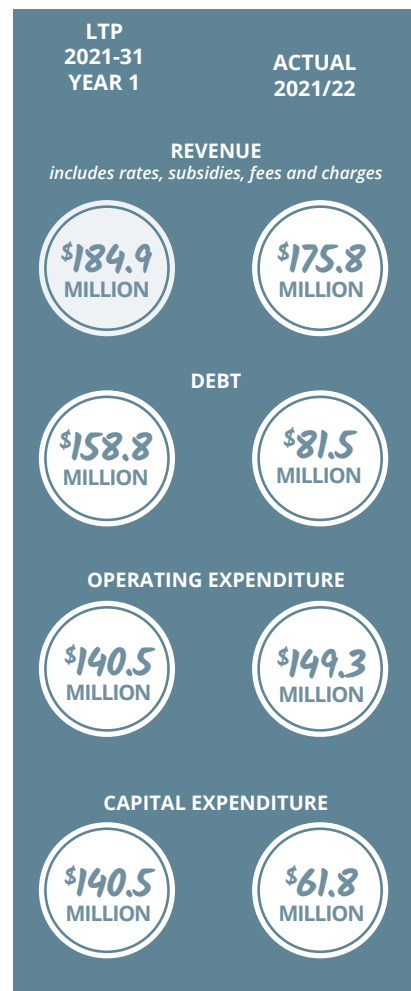 LTP
2021-31
YEAR 1
ACTUAL
2021/22
REVENUE
includes rates, subsidies, fees and charges
$184.9
MILLION
$175.8
MILLION
DEBT
$158.8
MILLION
$81.5
MILLION
OPERATING EXPENDITURE
$140.5
MILLION
$149.3
MILLION
CAPITAL EXPENDITURE
$140.5
MILLION
$61.8
MILLION